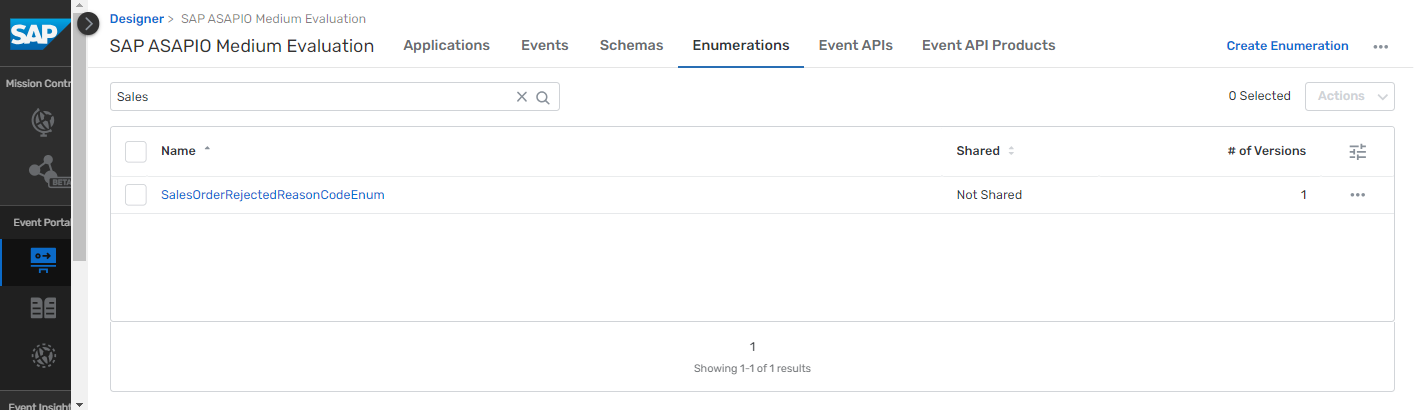 SAP
Designer > SAP ASAPIO Medium Evaluation
SAP ASAPIO Medium Evaluation Applications Events Schemas Enumerations Event APIs Event API Products Create Enumeration
Mission Contr
Sales
0 Selected Actions
BETA
Name Shared # of Versions
SalesOrderRejectedReasonCodeEnum Not Shared 1
Event Portal
1
Showing 1-1 of 1 results
Event Insight